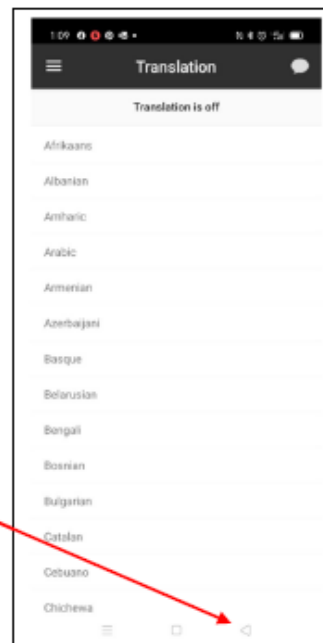 1:09
Translation
Translation is off
Afrikaans
Albanian
Amharic
Arabic
Armenian
Azerbaijani
Basque
Belarusian
Bengali
Bosnian
Bulgarian
Catalan
Cebuano
Chichewa